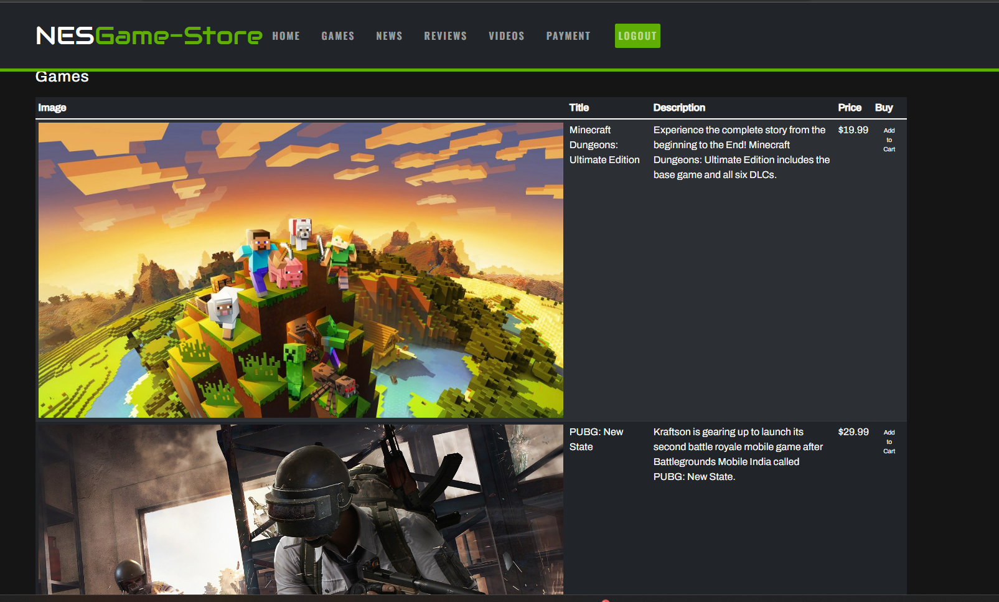 NESGame-Store HOME GAMES NEWS REVIEWS VIDEOS PAYMENT LOGOUT
Games
Image Title Description Price Buy
Minecraft
Dungeons:
Ultimate Edition
Experience the complete story from the
beginning to the End! Minecraft
Dungeons: Ultimate Edition includes the
base game and all six DLCs.
$19.99
Add
to
Cart
PUBG: New
State
Kraftson is gearing up to launch its
second battle royale mobile game after
Battlegrounds Mobile India called
PUBG: New State.
$29.99
Add
to
Cart